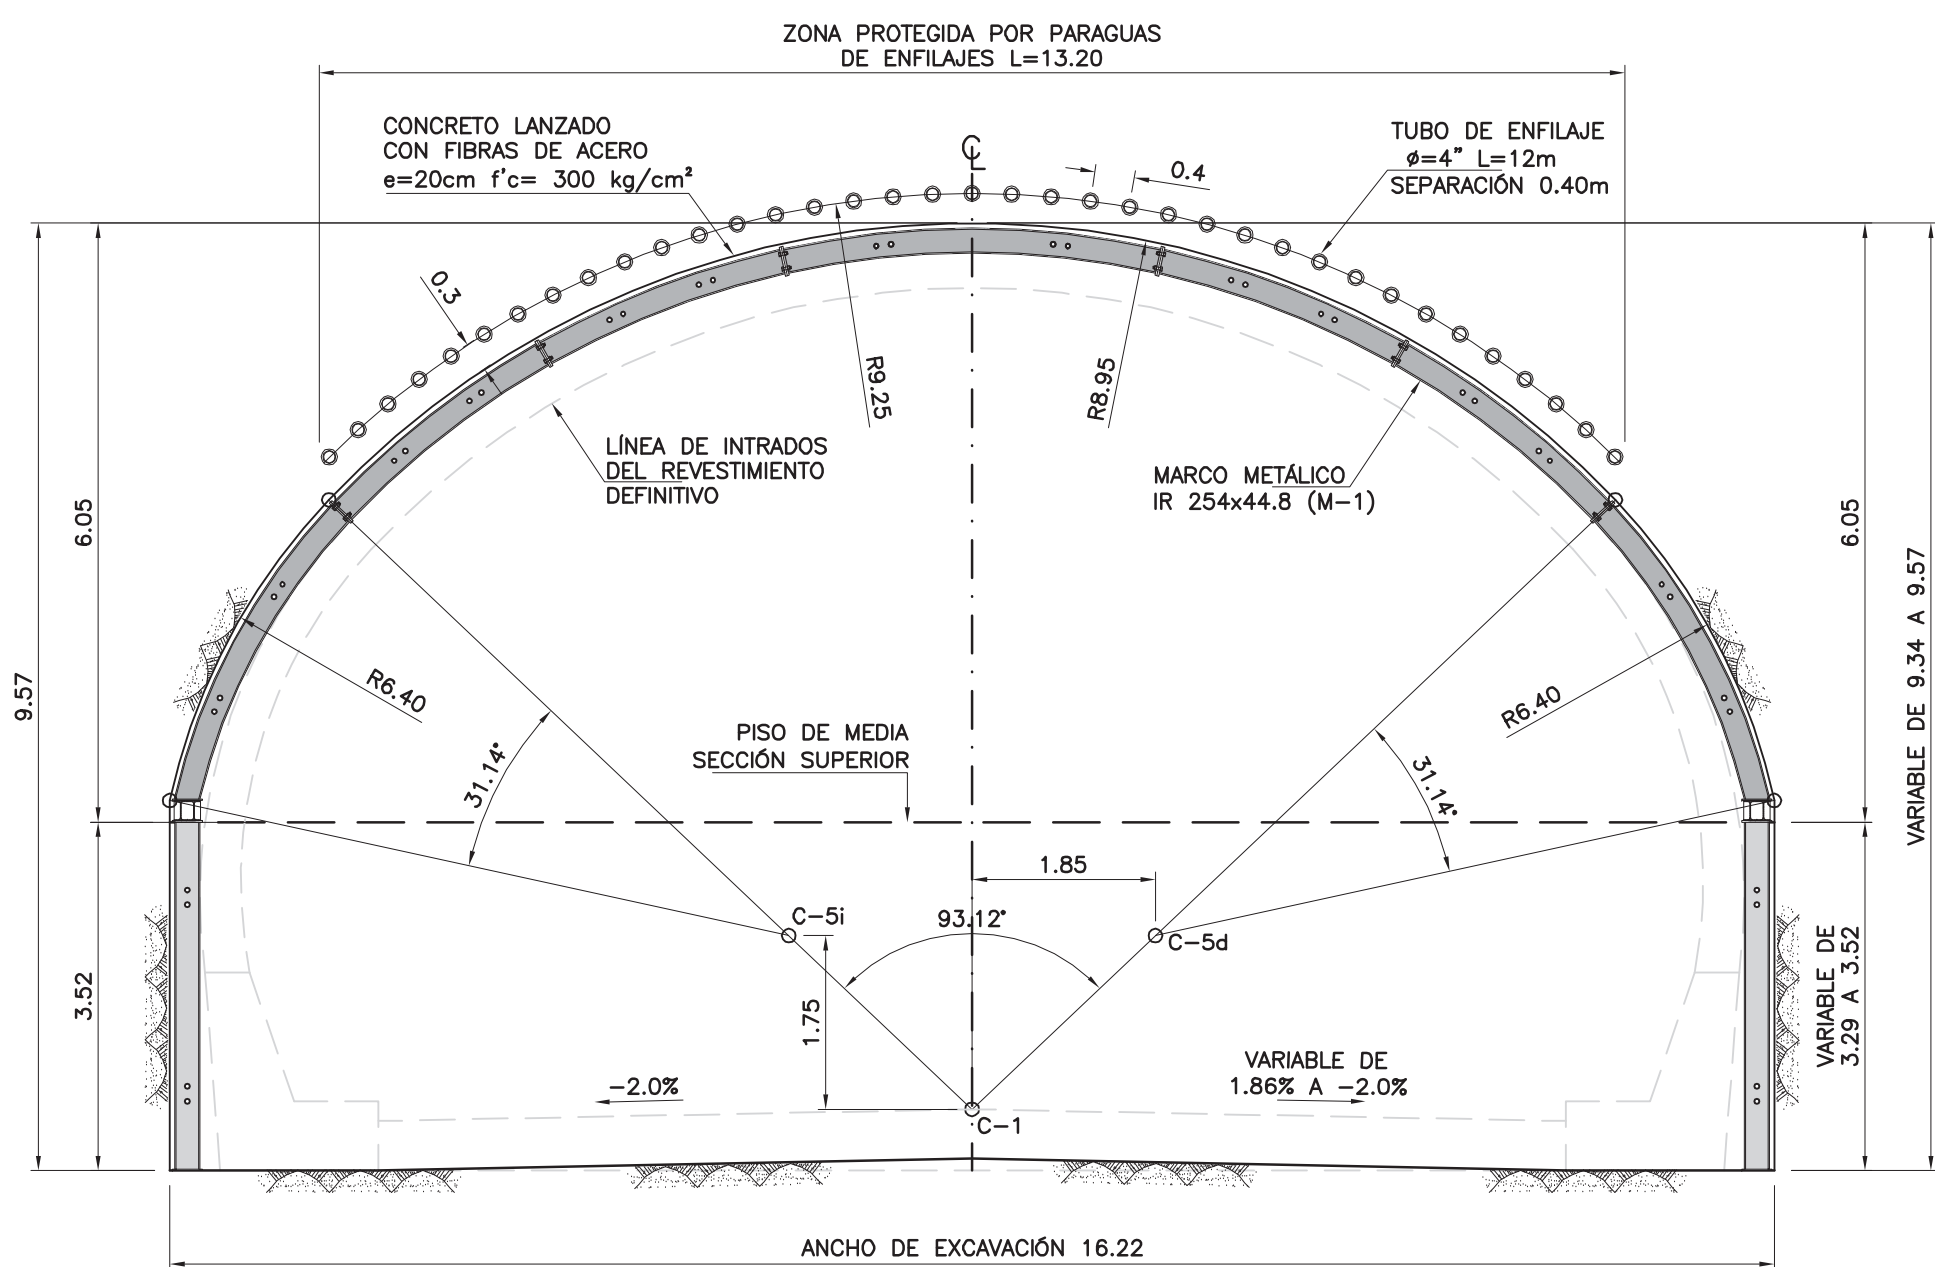 ZONA PROTEGIDA POR PARAGUAS
DE ENFILAJES L=13.20
CONCRETO LANZADO
CON FIBRAS DE ACERO
e=20cm f'c= 300 kg/cm²
℄
0.4
TUBO DE ENFILAJE
ø=4" L=12m
SEPARACIÓN 0.40m
0.3
R9.25
R8.95
LÍNEA DE INTRADOS
DEL REVESTIMIENTO
DEFINITIVO
MARCO METÁLICO
IR 254x44.8 (M-1)
6.05
6.05
9.57
VARIABLE DE 9.34 A 9.57
R6.40
R6.40
PISO DE MEDIA
SECCIÓN SUPERIOR
31.14°
31.14°
1.85
C-5i
93.12°
C-5d
3.52
1.75
VARIABLE DE
3.29 A 3.52
-2.0%
VARIABLE DE
1.86% A -2.0%
C-1
ANCHO DE EXCAVACIÓN 16.22